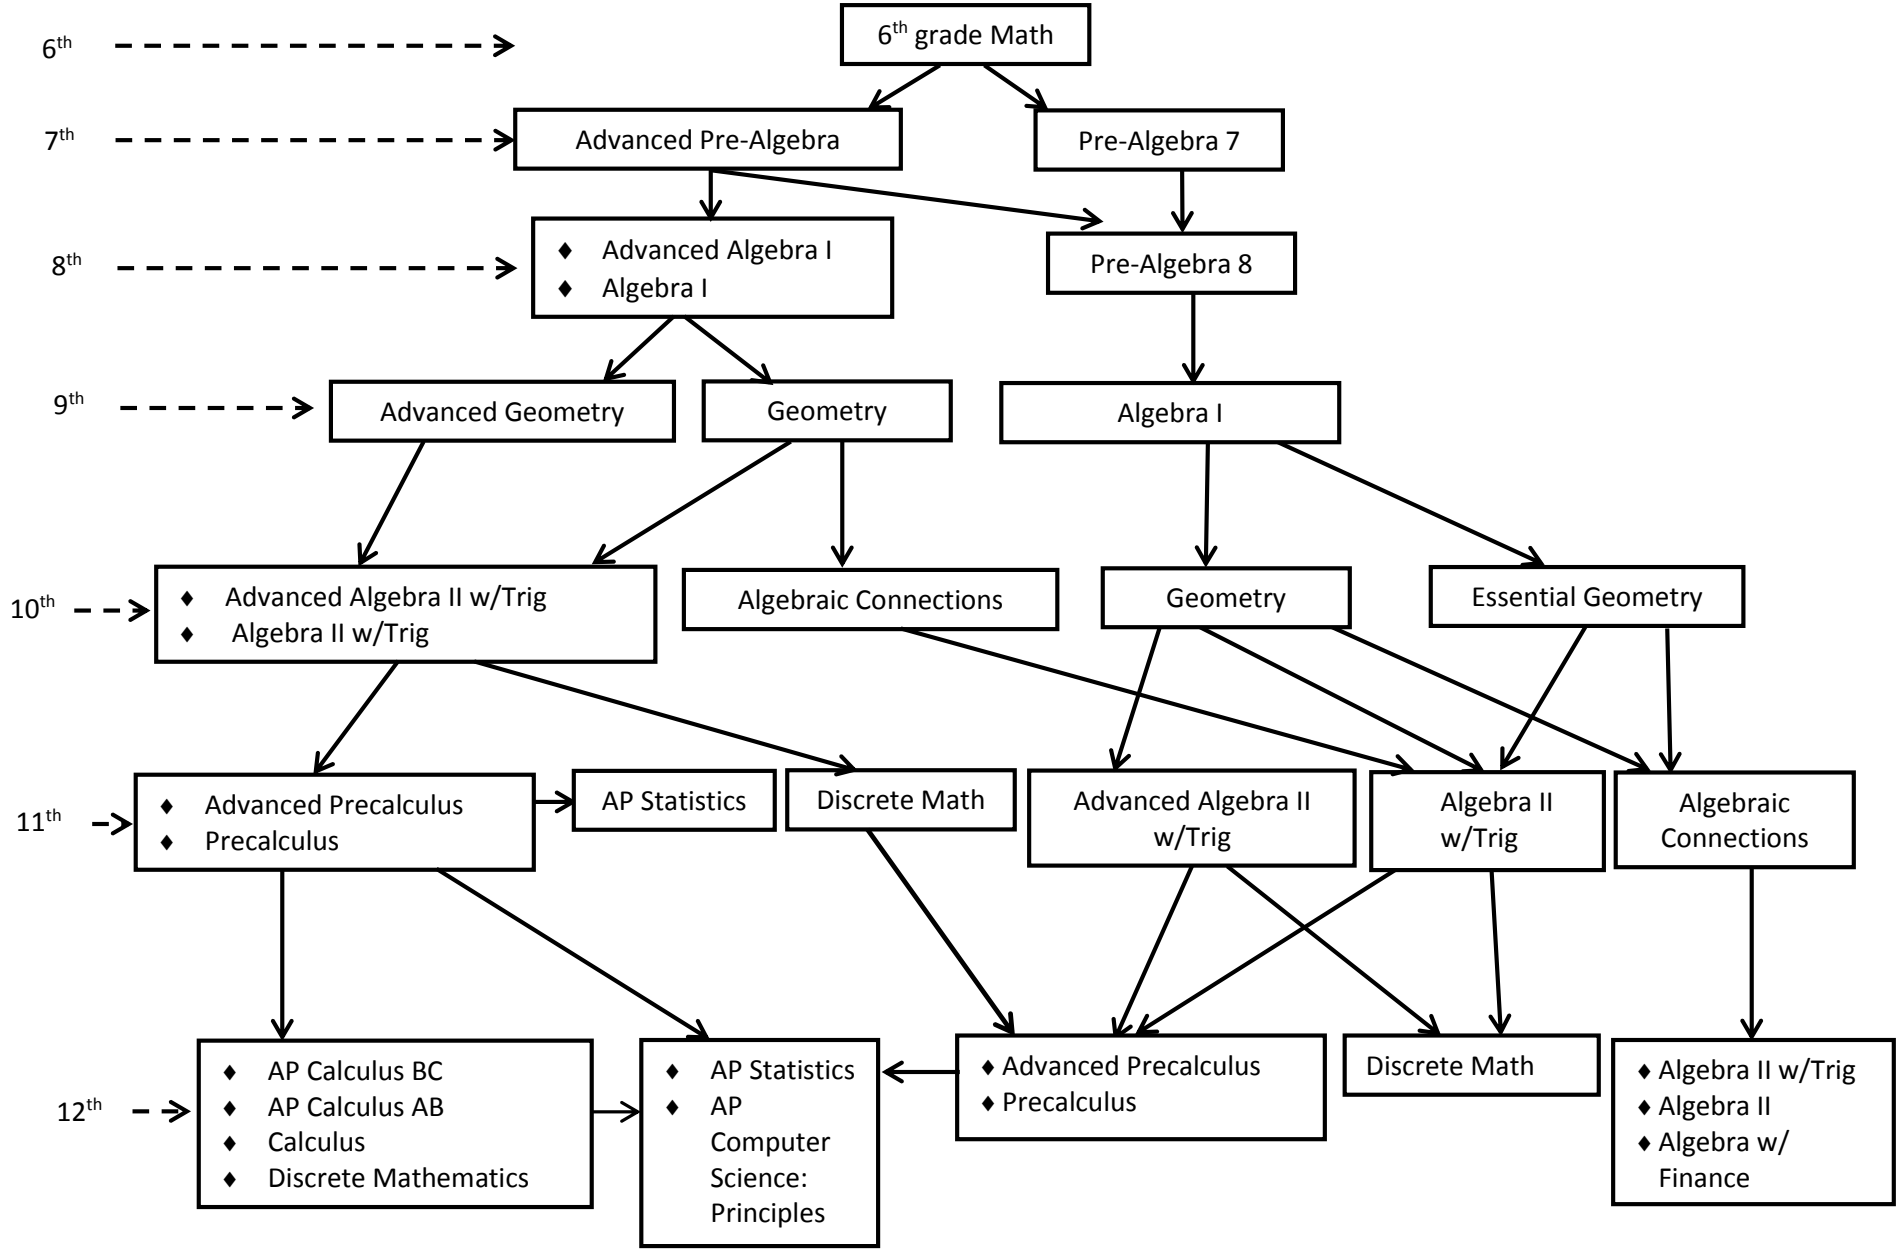 6th
6th grade Math
7th
Advanced Pre-Algebra
Pre-Algebra 7
8th
♦ Advanced Algebra I
♦ Algebra I
Pre-Algebra 8
9th
Advanced Geometry
Geometry
Algebra I
10th
♦ Advanced Algebra II w/Trig
♦ Algebra II w/Trig
Algebraic Connections
Geometry
Essential Geometry
11th
♦ Advanced Precalculus
♦ Precalculus
AP Statistics
Discrete Math
Advanced Algebra II
w/Trig
Algebra II
w/Trig
Algebraic
Connections
12th
♦ AP Calculus BC
♦ AP Calculus AB
♦ Calculus
♦ Discrete Mathematics
♦ AP Statistics
♦ AP
Computer
Science:
Principles
♦ Advanced Precalculus
♦ Precalculus
Discrete Math
♦ Algebra II w/Trig
♦ Algebra II
♦ Algebra w/
Finance